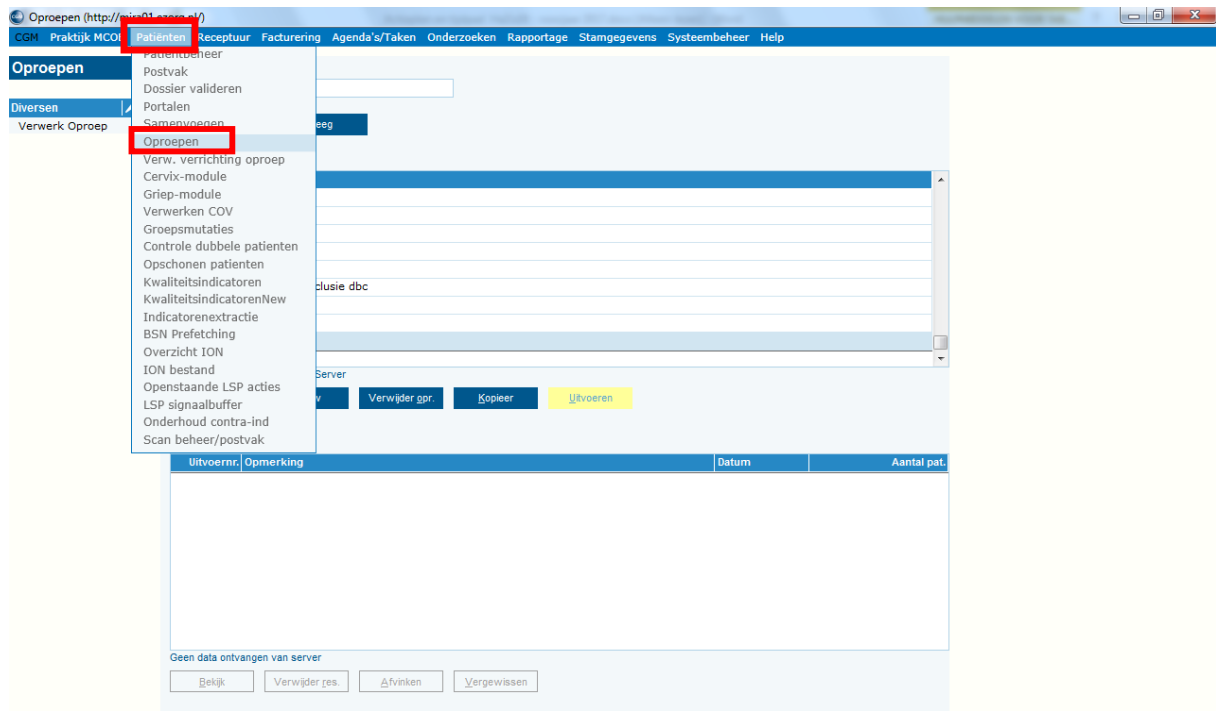 Oproepen (http://mira01.ezorg.nl/)
CGM Praktijk MCO Patiënten Receptuur Facturering Agenda's/Taken Onderzoeken Rapportage Stamgegevens Systeembeheer Help
Oproepen
Diversen
Verwerk Oproep
Patiëntbeheer
Postvak
Dossier valideren
Portalen
Samenvoegen
eeg
Oproepen
Verw. verrichting oproep
Cervix-module
Griep-module
Verwerken COV
Groepsmutaties
Controle dubbele patienten
Opschonen patienten
Kwaliteitsindicatoren
clusie dbc
KwaliteitsindicatorenNew
Indicatorenextractie
BSN Prefetching
Overzicht ION
ION bestand
Server
Openstaande LSP acties
LSP signaalbuffer
Onderhoud contra-ind
Scan beheer/postvak
Verwijder opr. Kopieer Uitvoeren
Uitvoernr. Opmerking Datum Aantal pat.
Geen data ontvangen van server
Bekijk Verwijder res. Afvinken Vergewissen